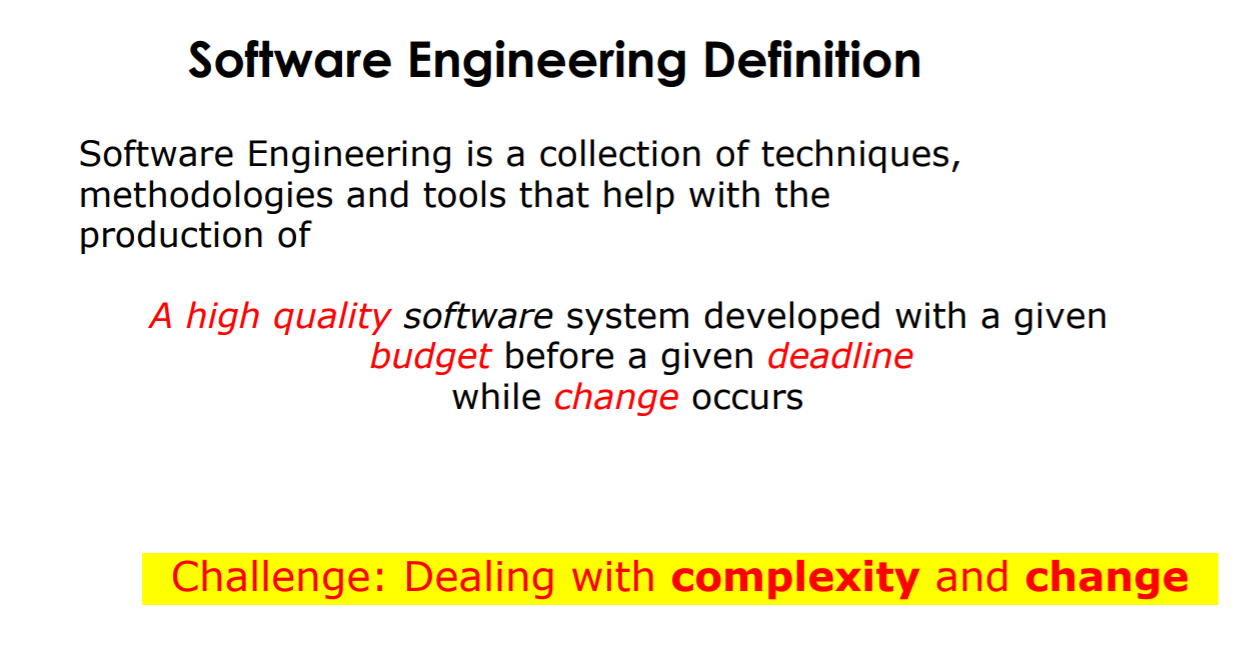 Software Engineering Definition
Software Engineering is a collection of techniques,
methodologies and tools that help with the
production of
A high quality software system developed with a given
budget before a given deadline
while change occurs
Challenge: Dealing with complexity and change